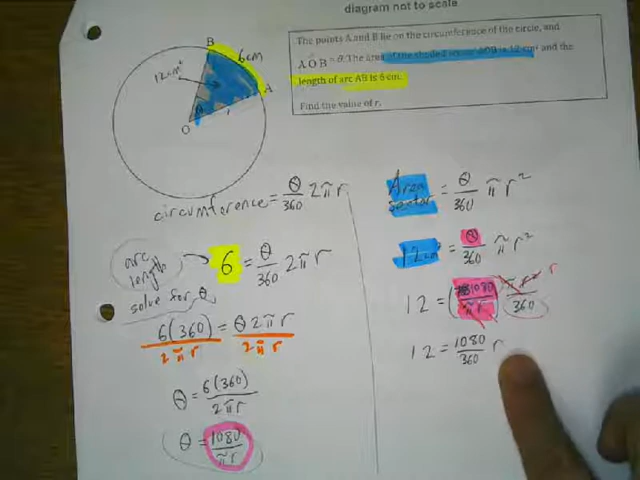 diagram not to scale
The points A and B lie on the circumference of the circle, and
AÔB = θ. The area of the shaded sector AOB is 12 cm² and the
length of arc AB is 6 cm.
Find the value of r.
B
6cm
12cm²
A
θ
r
O
circumference = θ/360 2πr
arc length → 6 = θ/360 2πr
solve for θ
6(360) = θ2πr
2πr 2πr
θ = 6(360)/2πr
θ = 1080/πr
Area sector = θ/360 πr²
12cm² = θ/360 πr²
12 = (1080/πr) πr²/360 r
12 = 1080/360 r